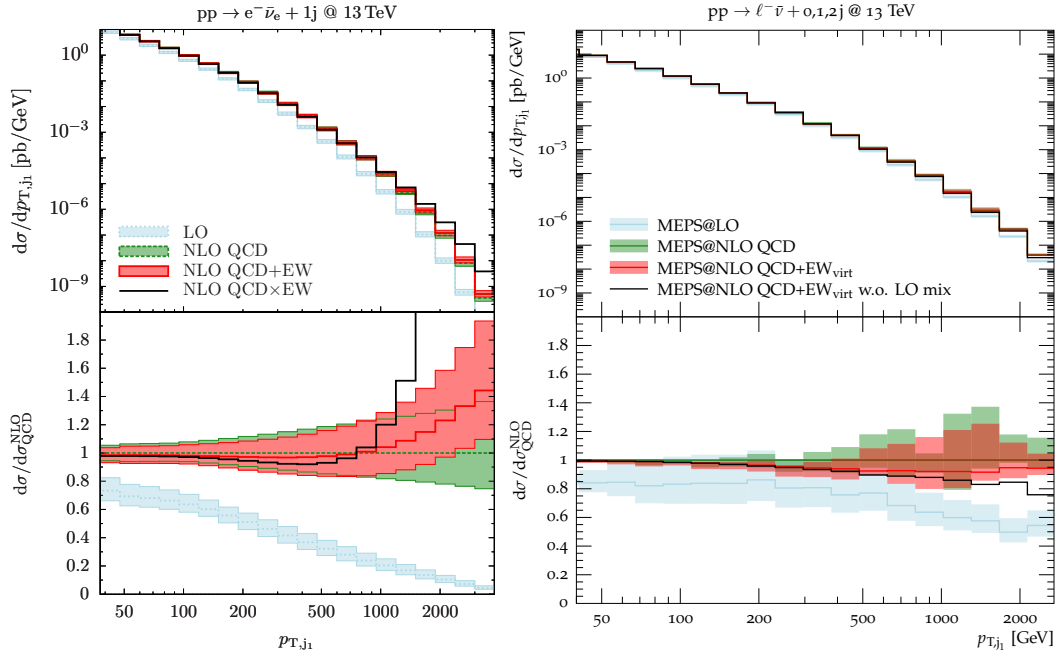 pp → e⁻ν̄ₑ + 1j @ 13 TeV
dσ/dp_T,j₁ [pb/GeV]
10⁰
10⁻³
10⁻⁶
10⁻⁹
LO
NLO QCD
NLO QCD+EW
NLO QCD×EW
dσ/dσ^NLO_QCD
1.8
1.6
1.4
1.2
1
0.8
0.6
0.4
0.2
0
50 100 200 500 1000 2000
p_T,j₁
pp → ℓ⁻ν̄ + 0,1,2j @ 13 TeV
dσ/dp_T,j₁ [pb/GeV]
10⁰
10⁻³
10⁻⁶
10⁻⁹
MEPS@LO
MEPS@NLO QCD
MEPS@NLO QCD+EW_virt
MEPS@NLO QCD+EW_virt w.o. LO mix
dσ/dσ^NLO_QCD
1.8
1.6
1.4
1.2
1
0.8
0.6
0.4
0.2
0
50 100 200 500 1000 2000
p_T,j₁ [GeV]